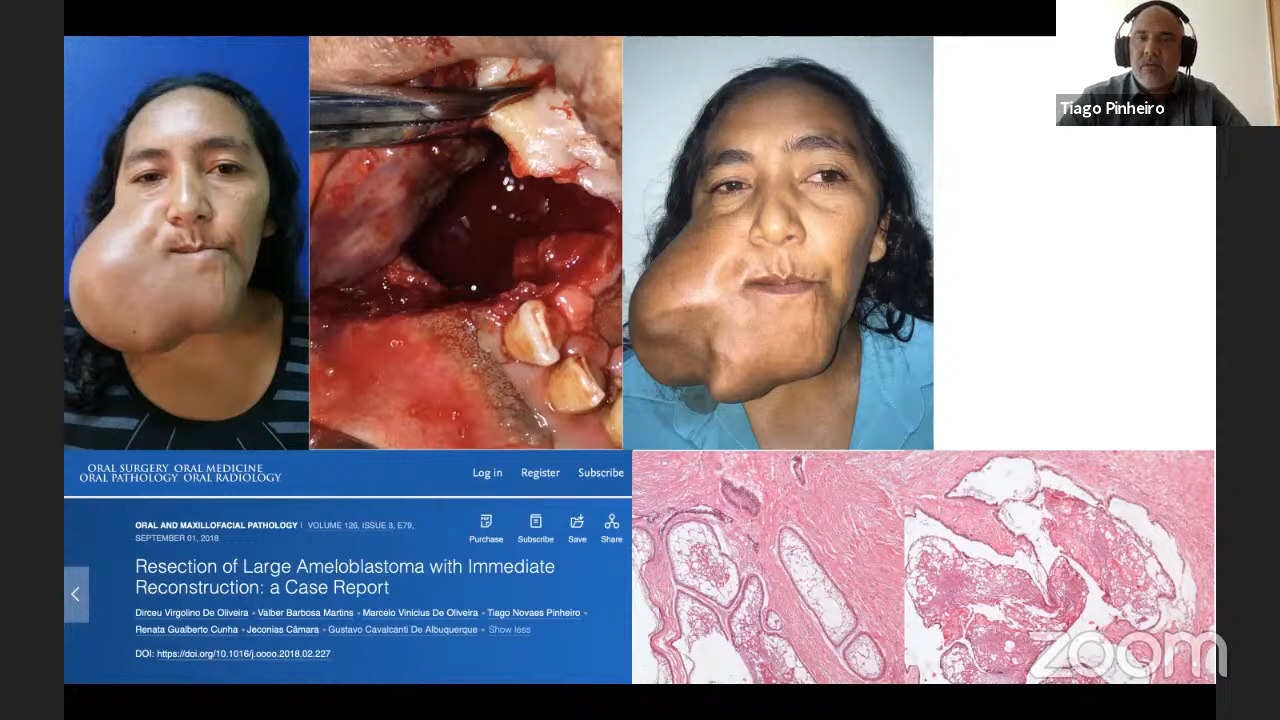 Tiago Pinheiro
ORAL SURGERY ORAL MEDICINE
ORAL PATHOLOGY ORAL RADIOLOGY
Log in Register Subscribe
ORAL AND MAXILLOFACIAL PATHOLOGY | VOLUME 126, ISSUE 3, E79,
SEPTEMBER 01, 2018
PDF
Purchase Subscribe Save Share
Resection of Large Ameloblastoma with Immediate
Reconstruction: a Case Report
Dirceu Virgolino De Oliveira • Valber Barbosa Martins • Marcelo Vinicius De Oliveira • Tiago Novaes Pinheiro •
Renata Gualberto Cunha • Jeconias Câmara • Gustavo Cavalcanti De Albuquerque • Show less
DOI: https://doi.org/10.1016/j.oooo.2018.02.227
zoom